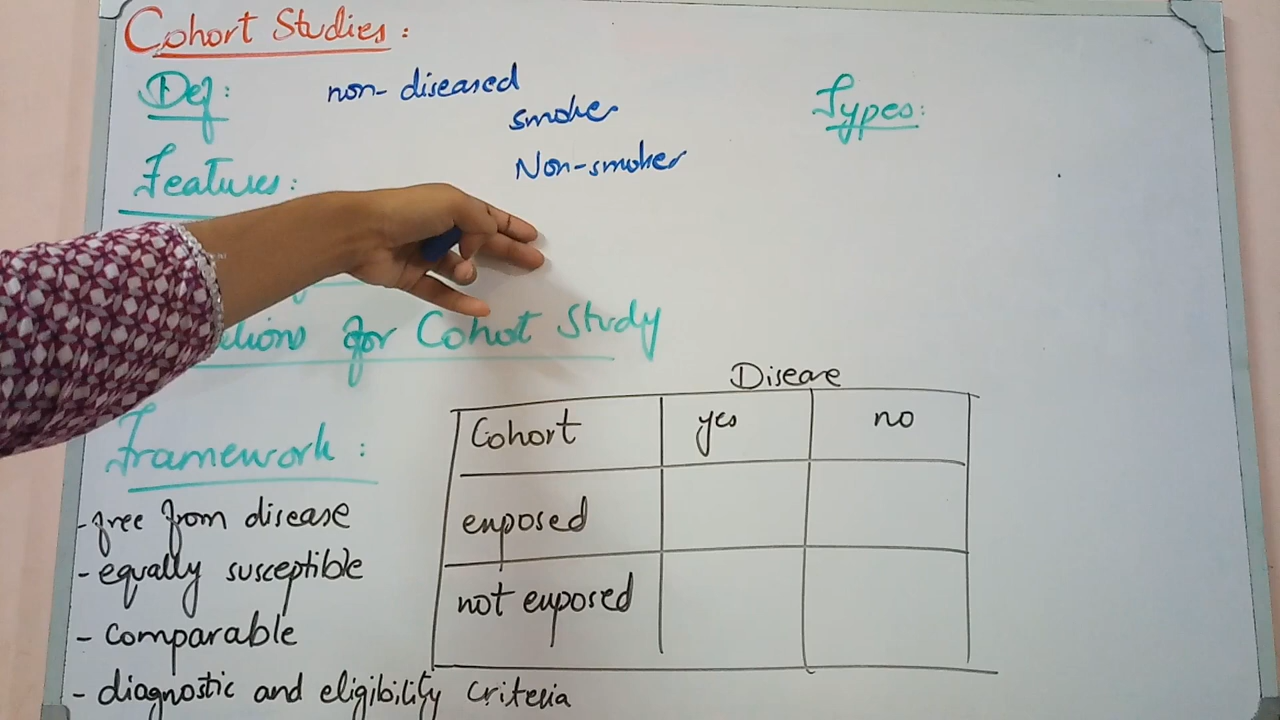 Cohort Studies:
Def:
non-diseased
smoker
Non-smoker
Types:
Features:
for Cohort Study
Disease
Cohort yes no
exposed
not exposed
Framework:
-free from disease
-equally susceptible
- comparable
- diagnostic and eligibility criteria